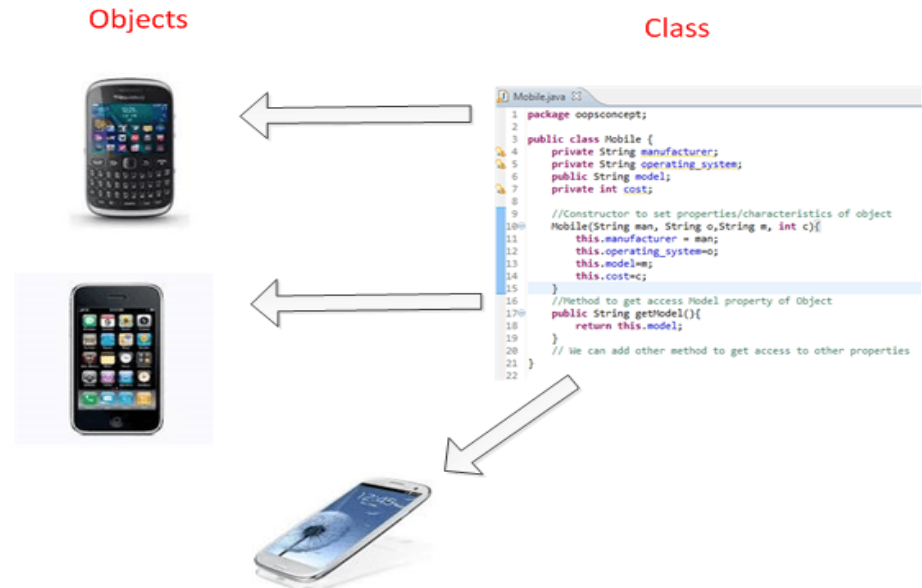 Objects
Class
BlackBerry
12:45
Mobile.java
1 package oopsconcept;
2
3 public class Mobile {
4 private String manufacturer;
5 private String operating_system;
6 public String model;
7 private int cost;
8
9 //Constructor to set properties/characteristics of object
10 Mobile(String man, String o,String m, int c){
11 this.manufacturer = man;
12 this.operating_system=o;
13 this.model=m;
14 this.cost=c;
15 }
16 //Method to get access Model property of Object
17 public String getModel(){
18 return this.model;
19 }
20 // We can add other method to get access to other properties
21 }
22